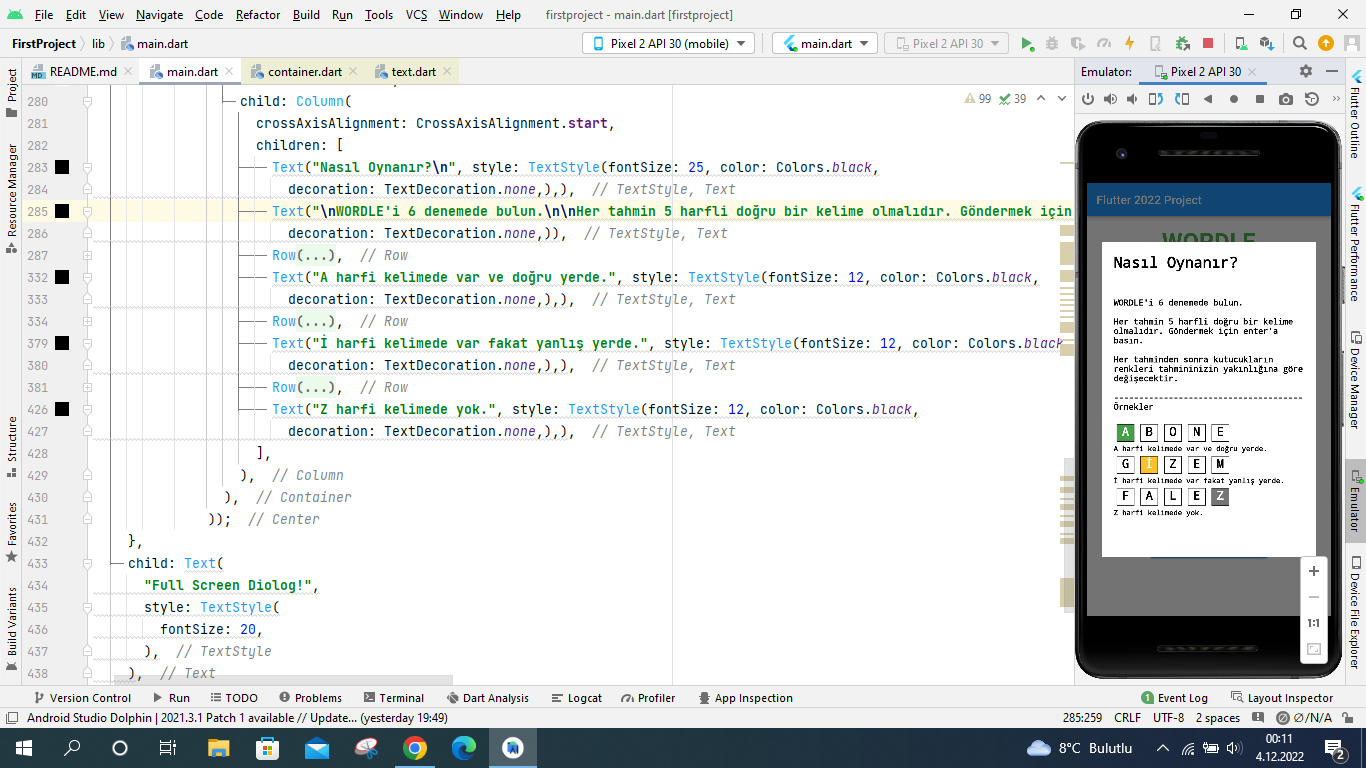 File Edit View Navigate Code Refactor Build Run Tools VCS Window Help firstproject - main.dart [firstproject]
FirstProject lib main.dart Pixel 2 API 30 (mobile) main.dart Pixel 2 API 30
README.md main.dart container.dart text.dart Emulator: Pixel 2 API 30
Project
Resource Manager
Structure
Favorites
Build Variants
99 39
280 child: Column(
281 crossAxisAlignment: CrossAxisAlignment.start,
282 children: [
283 Text("Nasıl Oynanır?\n", style: TextStyle(fontSize: 25, color: Colors.black,
284 decoration: TextDecoration.none,),), // TextStyle, Text
285 Text("\nWORDLE'i 6 denemede bulun.\n\nHer tahmin 5 harfli doğru bir kelime olmalıdır. Göndermek için
286 decoration: TextDecoration.none,)), // TextStyle, Text
287 Row(...), // Row
332 Text("A harfi kelimede var ve doğru yerde.", style: TextStyle(fontSize: 12, color: Colors.black,
333 decoration: TextDecoration.none,),), // TextStyle, Text
334 Row(...), // Row
379 Text("İ harfi kelimede var fakat yanlış yerde.", style: TextStyle(fontSize: 12, color: Colors.black
380 decoration: TextDecoration.none,),), // TextStyle, Text
381 Row(...), // Row
426 Text("Z harfi kelimede yok.", style: TextStyle(fontSize: 12, color: Colors.black,
427 decoration: TextDecoration.none,),), // TextStyle, Text
428 ],
429 ), // Column
430 ), // Container
431 )); // Center
432 },
433 child: Text(
434 "Full Screen Diolog!",
435 style: TextStyle(
436 fontSize: 20,
437 ), // TextStyle
438 ), // Text
Flutter 2022 Project
WORDLE
Nasıl Oynanır?
WORDLE'i 6 denemede bulun.
Her tahmin 5 harfli doğru bir kelime
olmalıdır. Göndermek için enter'a
basın.
Her tahminden sonra kutucukların
renkleri tahmininizin yakınlığına göre
değişecektir.
--------------------------------------
Örnekler
A B O N E
A harfi kelimede var ve doğru yerde.
G İ Z E M
İ harfi kelimede var fakat yanlış yerde.
F A L E Z
Z harfi kelimede yok.
1:1
Flutter Outline
Flutter Performance
Device Manager
Emulator
Device File Explorer
Version Control Run TODO Problems Terminal Dart Analysis Logcat Profiler App Inspection 1 Event Log Layout Inspector
Android Studio Dolphin | 2021.3.1 Patch 1 available // Update... (yesterday 19:49) 285:259 CRLF UTF-8 2 spaces Ø/N/A
8°C Bulutlu 00:11
4.12.2022 2